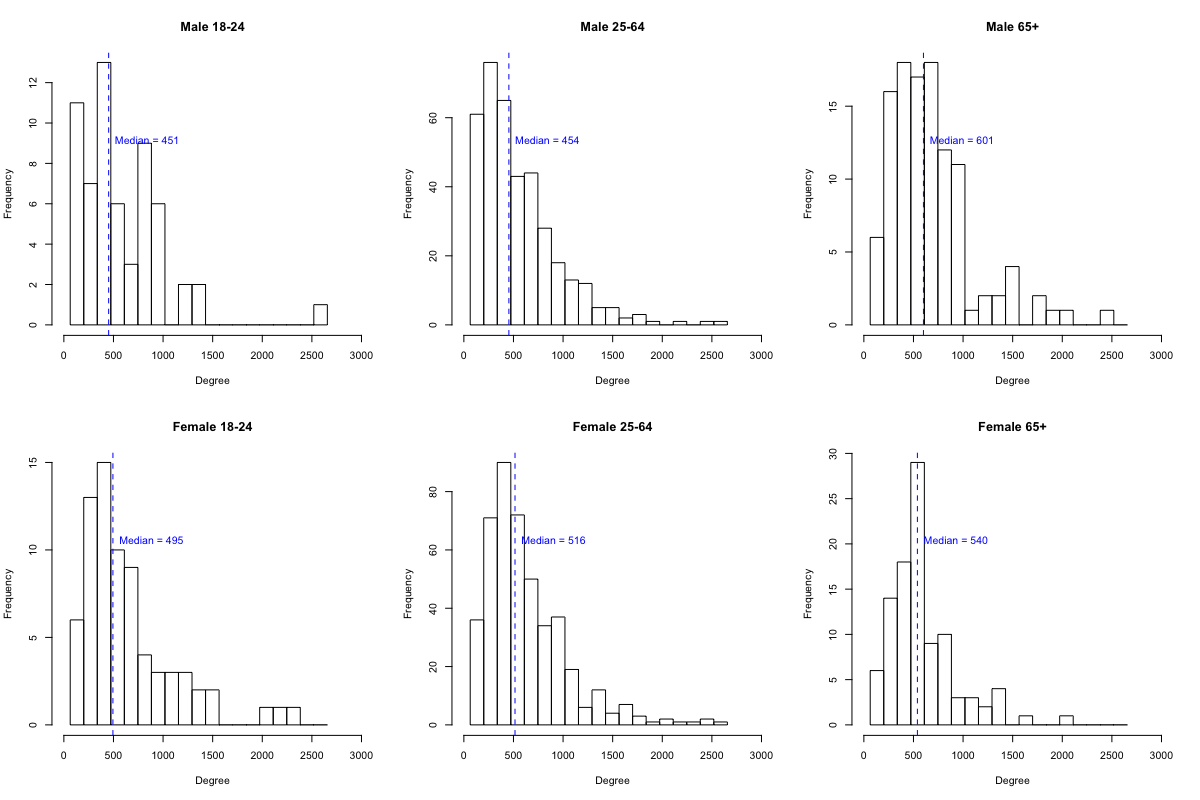 Male 18-24
Frequency
0 2 4 6 8 10 12
Median = 451
0 500 1000 1500 2000 2500 3000
Degree
Male 25-64
Frequency
0 20 40 60
Median = 454
0 500 1000 1500 2000 2500 3000
Degree
Male 65+
Frequency
0 5 10 15
Median = 601
0 500 1000 1500 2000 2500 3000
Degree
Female 18-24
Frequency
0 5 10 15
Median = 495
0 500 1000 1500 2000 2500 3000
Degree
Female 25-64
Frequency
0 20 40 60 80
Median = 516
0 500 1000 1500 2000 2500 3000
Degree
Female 65+
Frequency
0 5 10 15 20 25 30
Median = 540
0 500 1000 1500 2000 2500 3000
Degree